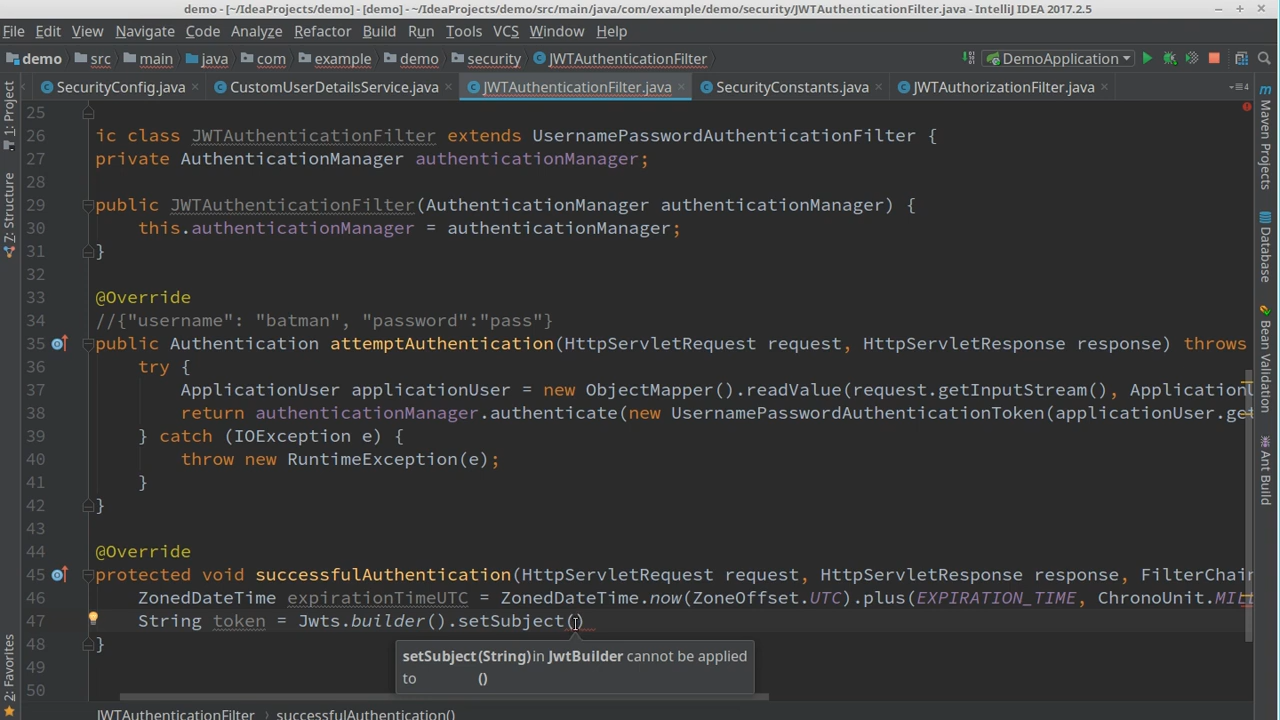 demo - [~/IdeaProjects/demo] - [demo] - ~/IdeaProjects/demo/src/main/java/com/example/demo/security/JWTAuthenticationFilter.java - IntelliJ IDEA 2017.2.5
File Edit View Navigate Code Analyze Refactor Build Run Tools VCS Window Help
demo src main java com example demo security JWTAuthenticationFilter DemoApplication
SecurityConfig.java CustomUserDetailsService.java JWTAuthenticationFilter.java SecurityConstants.java JWTAuthorizationFilter.java
25
26 ic class JWTAuthenticationFilter extends UsernamePasswordAuthenticationFilter {
27 private AuthenticationManager authenticationManager;
28
29 public JWTAuthenticationFilter(AuthenticationManager authenticationManager) {
30 this.authenticationManager = authenticationManager;
31 }
32
33 @Override
34 //{"username": "batman", "password":"pass"}
35 public Authentication attemptAuthentication(HttpServletRequest request, HttpServletResponse response) throws
36 try {
37 ApplicationUser applicationUser = new ObjectMapper().readValue(request.getInputStream(), ApplicationU
38 return authenticationManager.authenticate(new UsernamePasswordAuthenticationToken(applicationUser.get
39 } catch (IOException e) {
40 throw new RuntimeException(e);
41 }
42 }
43
44 @Override
45 protected void successfulAuthentication(HttpServletRequest request, HttpServletResponse response, FilterChain
46 ZonedDateTime expirationTimeUTC = ZonedDateTime.now(ZoneOffset.UTC).plus(EXPIRATION_TIME, ChronoUnit.MILL
47 String token = Jwts.builder().setSubject()
48 }
49
50
setSubject(String) in JwtBuilder cannot be applied
to ()
JWTAuthenticationFilter > successfulAuthentication()
1: Project
7: Structure
2: Favorites
Maven Projects
Database
Bean Validation
Ant Build